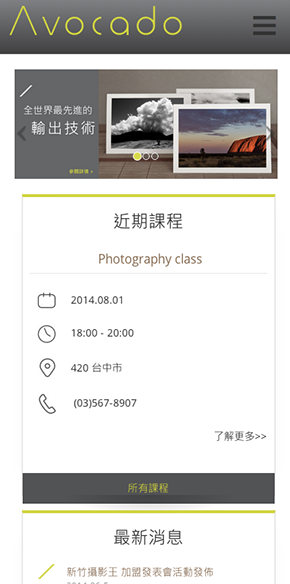 Avocado
全世界最先進的
輸出技術
近期課程
Photography class
2014.08.01
18:00 - 20:00
420 台中市
(03)567-8907
了解更多>>
所有課程
最新消息
新竹攝影王 加盟發表會活動發佈